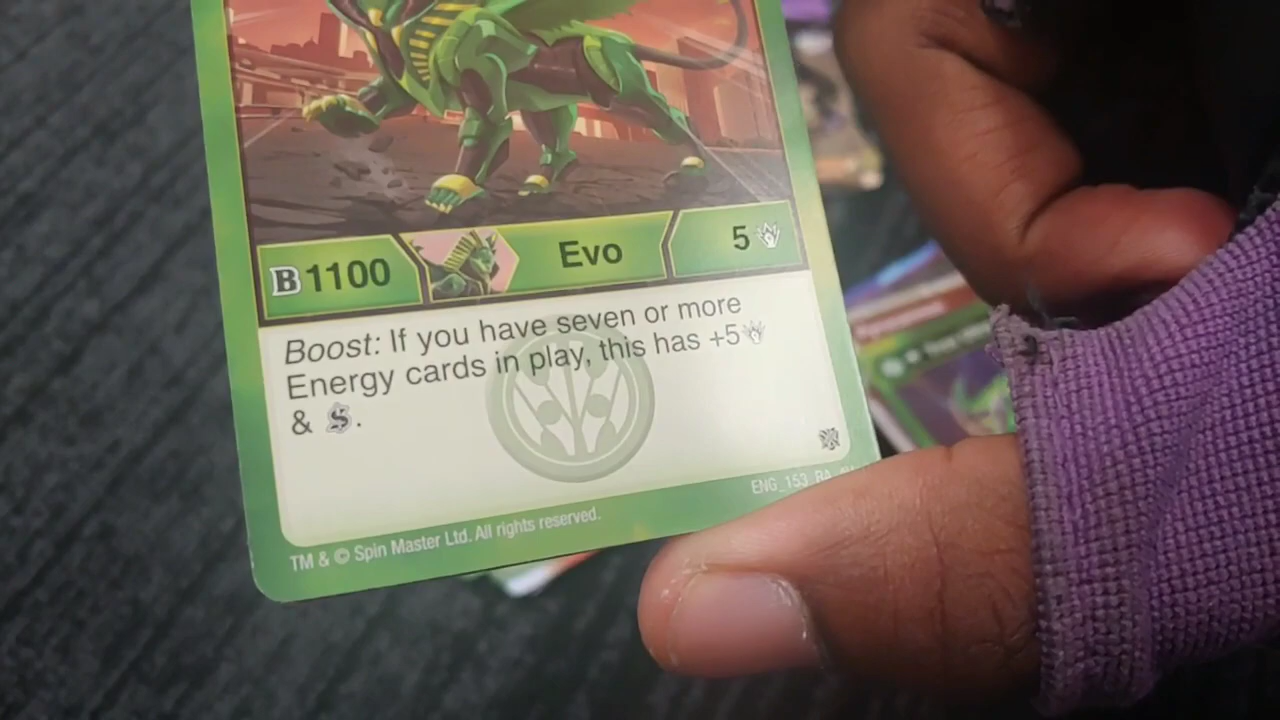 B 1100 Evo 5
Boost: If you have seven or more
Energy cards in play, this has +5
& $.
ENG_153_RA
TM & © Spin Master Ltd. All rights reserved.